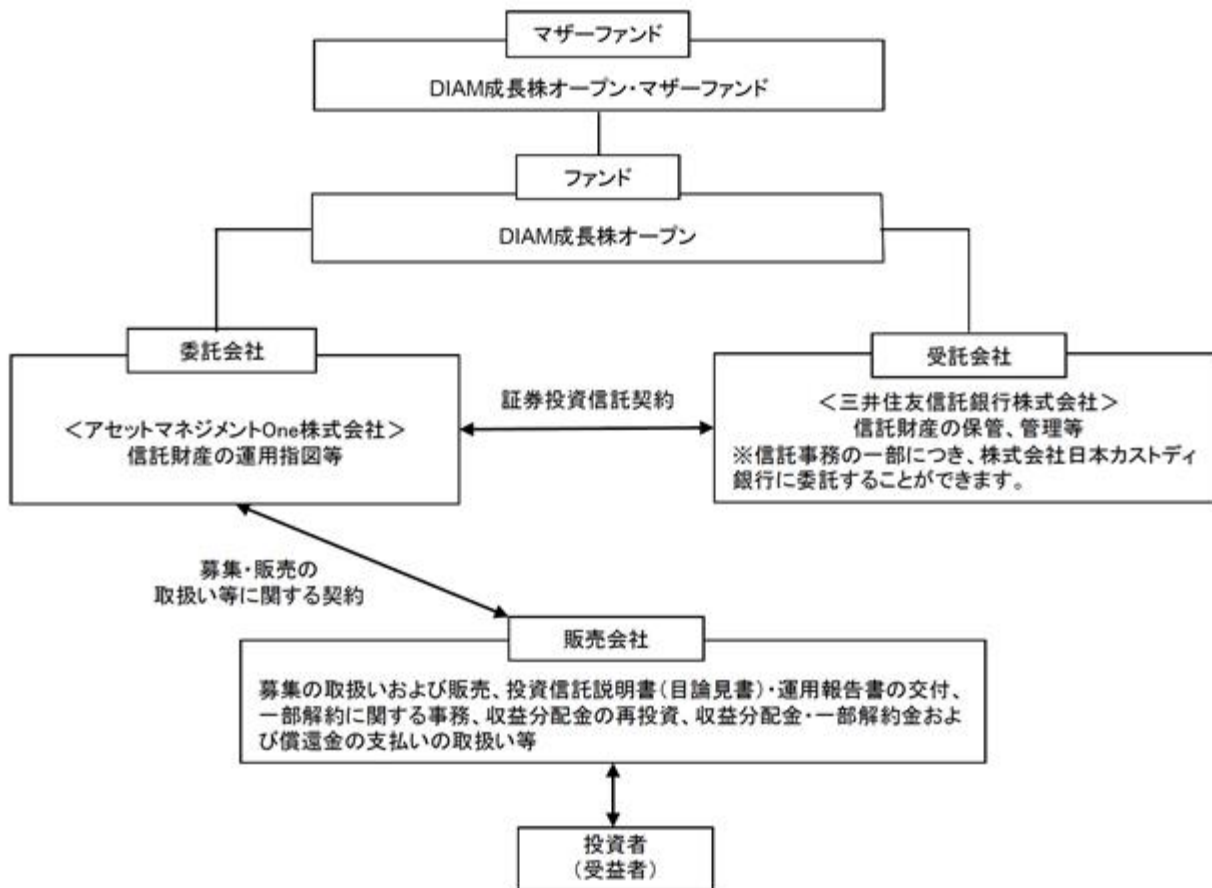 マザーファンド
DIAM成長株オープン・マザーファンド
ファンド
DIAM成長株オープン
委託会社
＜アセットマネジメントOne株式会社＞
信託財産の運用指図等
証券投資信託契約
受託会社
＜三井住友信託銀行株式会社＞
信託財産の保管、管理等
※信託事務の一部につき、株式会社日本カストディ
銀行に委託することができます。
募集・販売の
取扱い等に関する契約
販売会社
募集の取扱いおよび販売、投資信託説明書（目論見書）・運用報告書の交付、
一部解約に関する事務、収益分配金の再投資、収益分配金・一部解約金およ
び償還金の支払いの取扱い等
投資者
（受益者）